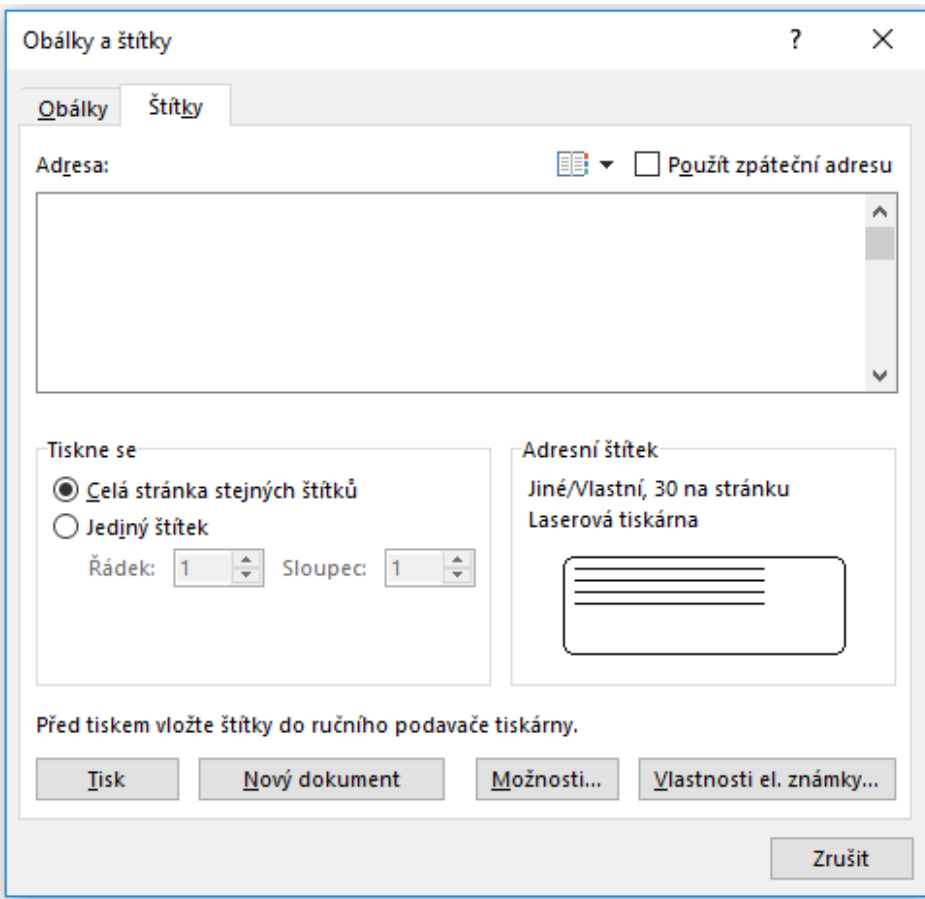 Obálky a štítky ?
Obálky Štítky
Adresa: Použít zpáteční adresu
Tiskne se
Celá stránka stejných štítků
Jediný štítek
Řádek: 1 Sloupec: 1
Adresní štítek
Jiné/Vlastní, 30 na stránku
Laserová tiskárna
Před tiskem vložte štítky do ručního podavače tiskárny.
Tisk Nový dokument Možnosti... Vlastnosti el. známky...
Zrušit